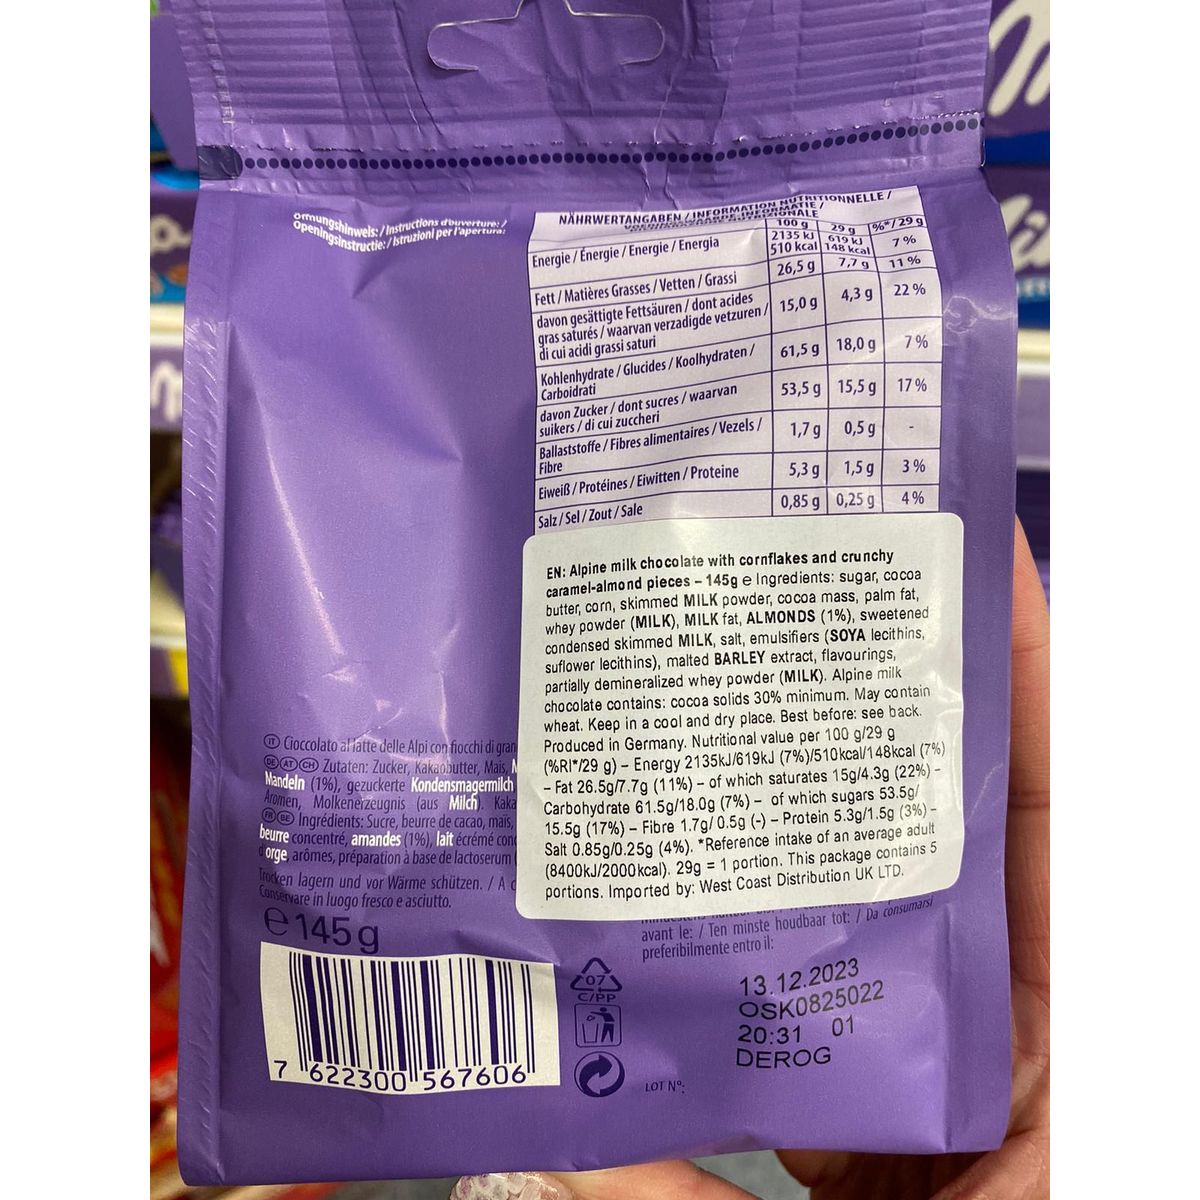 Öffnungshinweis: / Instructions d'ouverture: /
Openingsinstructie: / Istruzioni per l'apertura:
NÄHRWERTANGABEN / INFORMATION NUTRITIONNELLE /
100 g 29 g %*/29 g
Energie / Énergie / Energie / Energia 2135 kJ 619 kJ 7 %
510 kcal 148 kcal
Fett / Matières Grasses / Vetten / Grassi 26,5 g 7,7 g 11 %
davon gesättigte Fettsäuren / dont acides
gras saturés / waarvan verzadigde vetzuren / 15,0 g 4,3 g 22 %
di cui acidi grassi saturi
Kohlenhydrate / Glucides / Koolhydraten / 61,5 g 18,0 g 7 %
Carboidrati
davon Zucker / dont sucres / waarvan 53,5 g 15,5 g 17 %
suikers / di cui zuccheri
Ballaststoffe / Fibres alimentaires / Vezels / 1,7 g 0,5 g -
Fibre
Eiweiß / Protéines / Eiwitten / Proteine 5,3 g 1,5 g 3 %
Salz / Sel / Zout / Sale 0,85 g 0,25 g 4 %
EN: Alpine milk chocolate with cornflakes and crunchy
caramel-almond pieces – 145g e Ingredients: sugar, cocoa
butter, corn, skimmed MILK powder, cocoa mass, palm fat,
whey powder (MILK), MILK fat, ALMONDS (1%), sweetened
condensed skimmed MILK, salt, emulsifiers (SOYA lecithins,
suflower lecithins), malted BARLEY extract, flavourings,
partially demineralized whey powder (MILK). Alpine milk
chocolate contains: cocoa solids 30% minimum. May contain
wheat. Keep in a cool and dry place. Best before: see back.
Produced in Germany. Nutritional value per 100 g/29 g
(%RI*/29 g) – Energy 2135kJ/619kJ (7%)/510kcal/148kcal (7%)
– Fat 26.5g/7.7g (11%) – of which saturates 15g/4.3g (22%) –
Carbohydrate 61.5g/18.0g (7%) – of which sugars 53.5g/
15.5g (17%) – Fibre 1.7g/ 0.5g (-) – Protein 5.3g/1.5g (3%) –
Salt 0.85g/0.25g (4%). *Reference intake of an average adult
(8400kJ/2000kcal). 29g = 1 portion. This package contains 5
portions. Imported by: West Coast Distribution UK LTD.
IT Cioccolato al latte delle Alpi con fiocchi di gran
DE AT CH Zutaten: Zucker, Kakaobutter, Mais, M
Mandeln (1%), gezuckerte Kondensmagermilch
Aromen, Molkenerzeugnis (aus Milch). Kaka
FR BE Ingrédients: Sucre, beurre de cacao, maïs,
beurre concentré, amandes (1%), lait écrémé con
d'orge, arômes, préparation à base de lactoserum (
Trocken lagern und vor Wärme schützen. / A c
Conservare in luogo fresco e asciutto.
e 145 g
avant le: / Ten minste houdbaar tot: / Da consumarsi
preferibilmente entro il:
07
C/PP
13.12.2023
OSK0825022
20:31 01
DEROG
LOT N°:
7 622300 567606